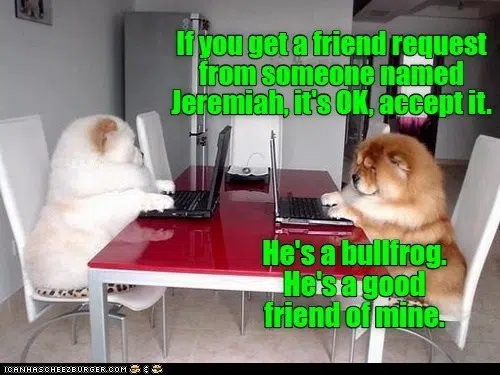 If you get a friend request
from someone named
Jeremiah, it's OK, accept it.
He's a bullfrog.
He's a good
friend of mine.
ICANHASCHEEZBURGER.COM